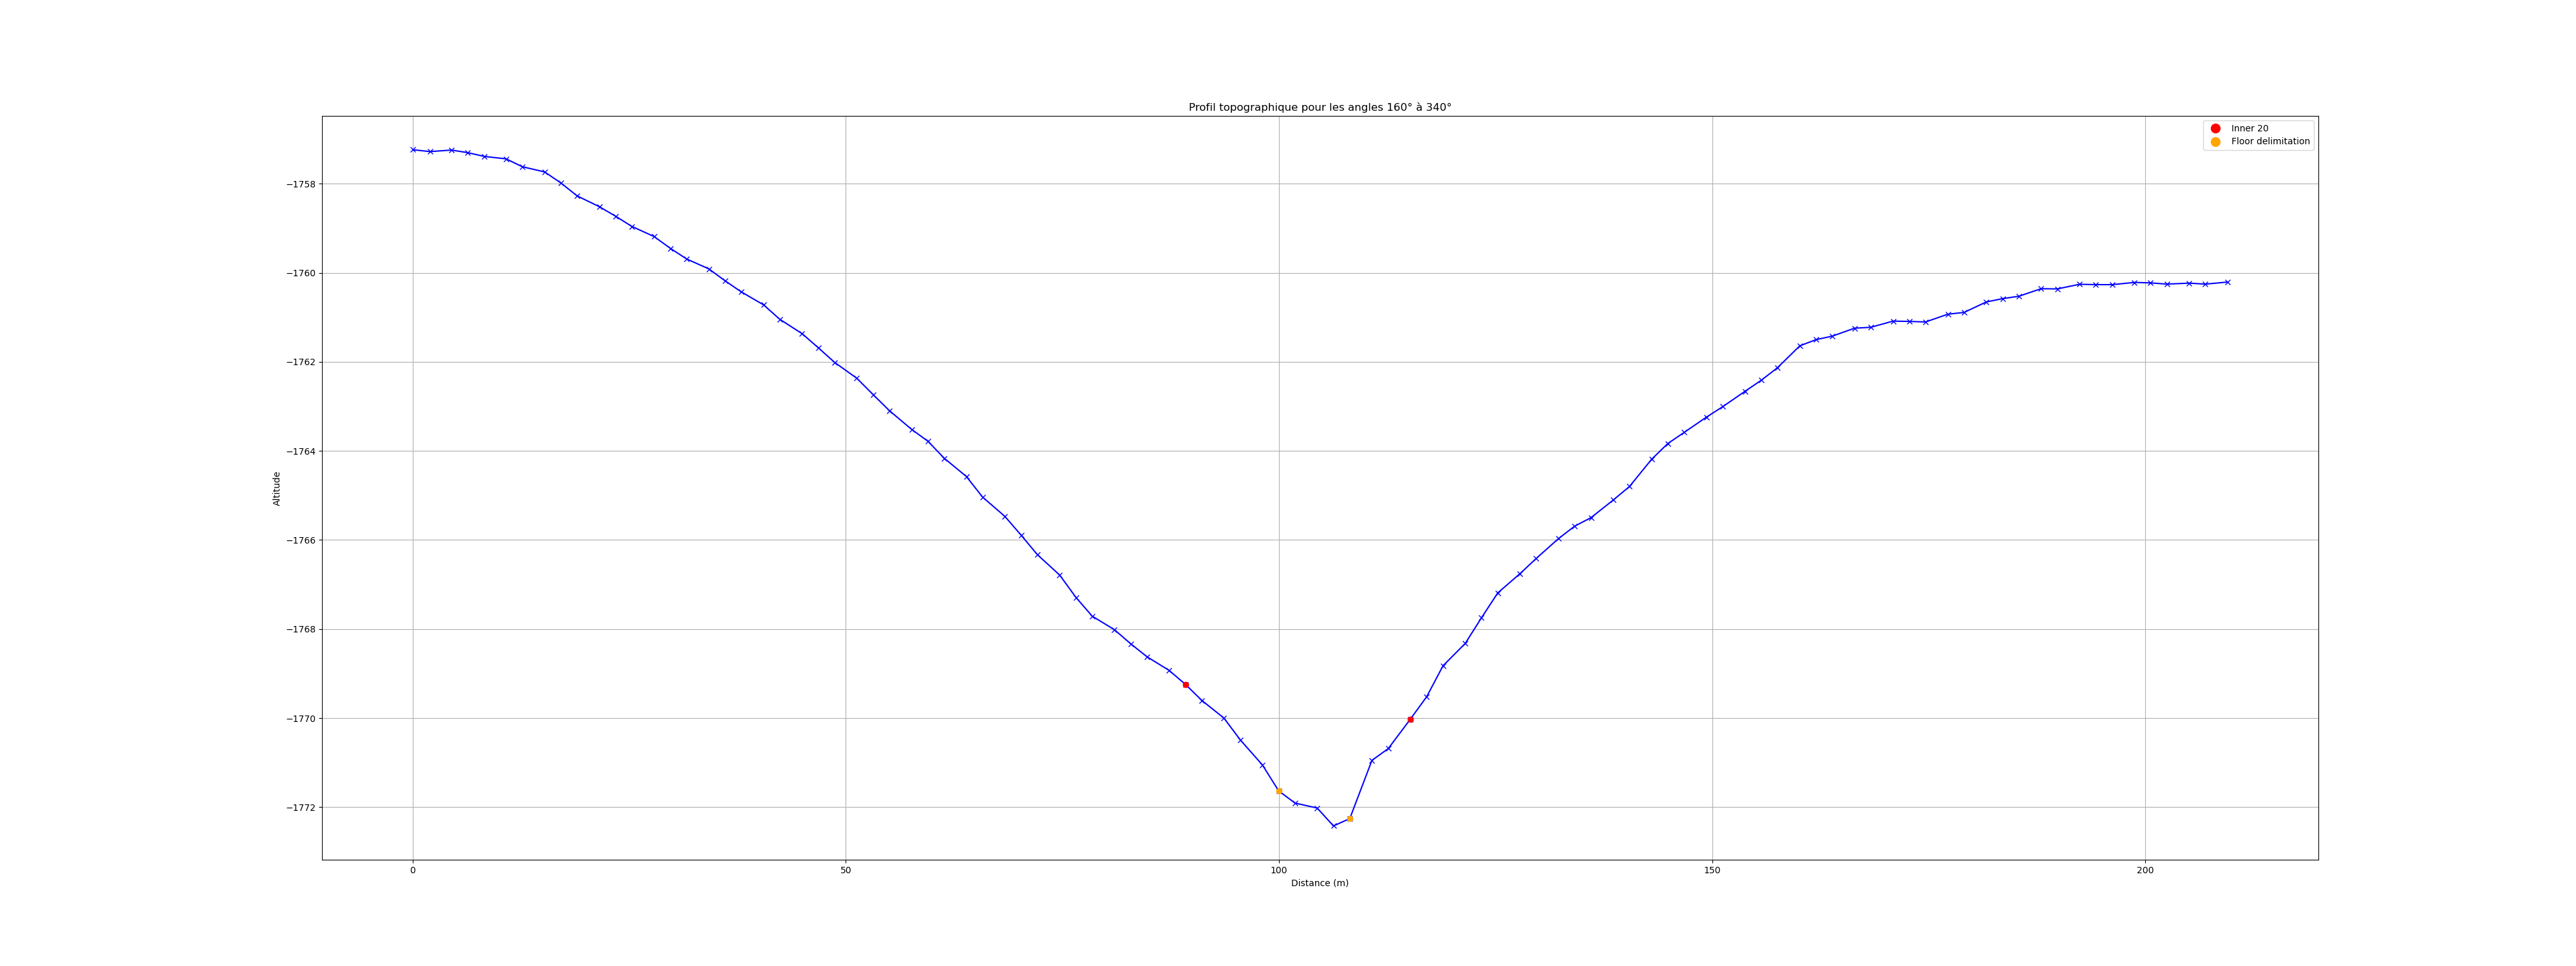 Profil topographique pour les angles 160° à 340°
Inner 20
Floor delimitation
−1758
−1760
−1762
−1764
−1766
−1768
−1770
−1772
Altitude
0
50
100
150
200
Distance (m)